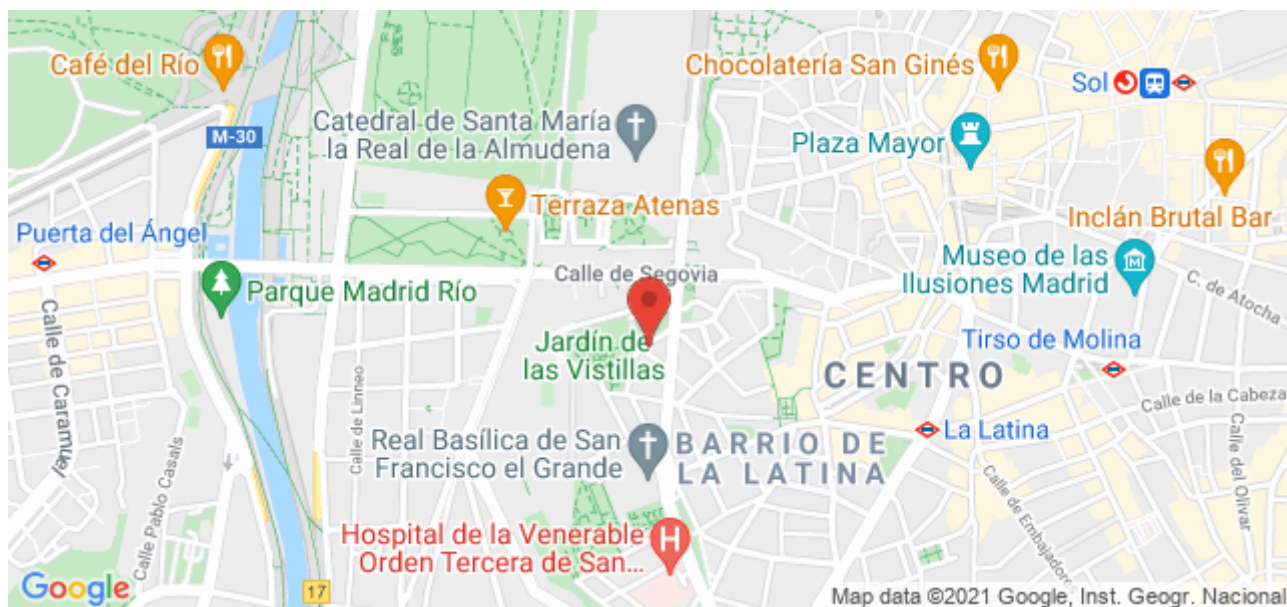 Café del Río
M-30
Catedral de Santa María
la Real de la Almudena
Chocolatería San Ginés
Sol
Plaza Mayor
Terraza Atenas
Inclán Brutal Bar
Puerta del Ángel
Parque Madrid Río
Calle de Segovia
Museo de las
Ilusiones Madrid
C. de Atocha
Jardín de
las Vistillas
Tirso de Molina
CENTRO
Calle de Caramuel
Calle de Linneo
Calle de la Cabeza
La Latina
Real Basílica de San
Francisco el Grande
BARRIO DE
LA LATINA
Calle Pablo Casals
Calle del Olivar
Calle de Embajadore
Hospital de la Venerable
Orden Tercera de San...
H
17
Google
Map data ©2021 Google, Inst. Geogr. Nacional